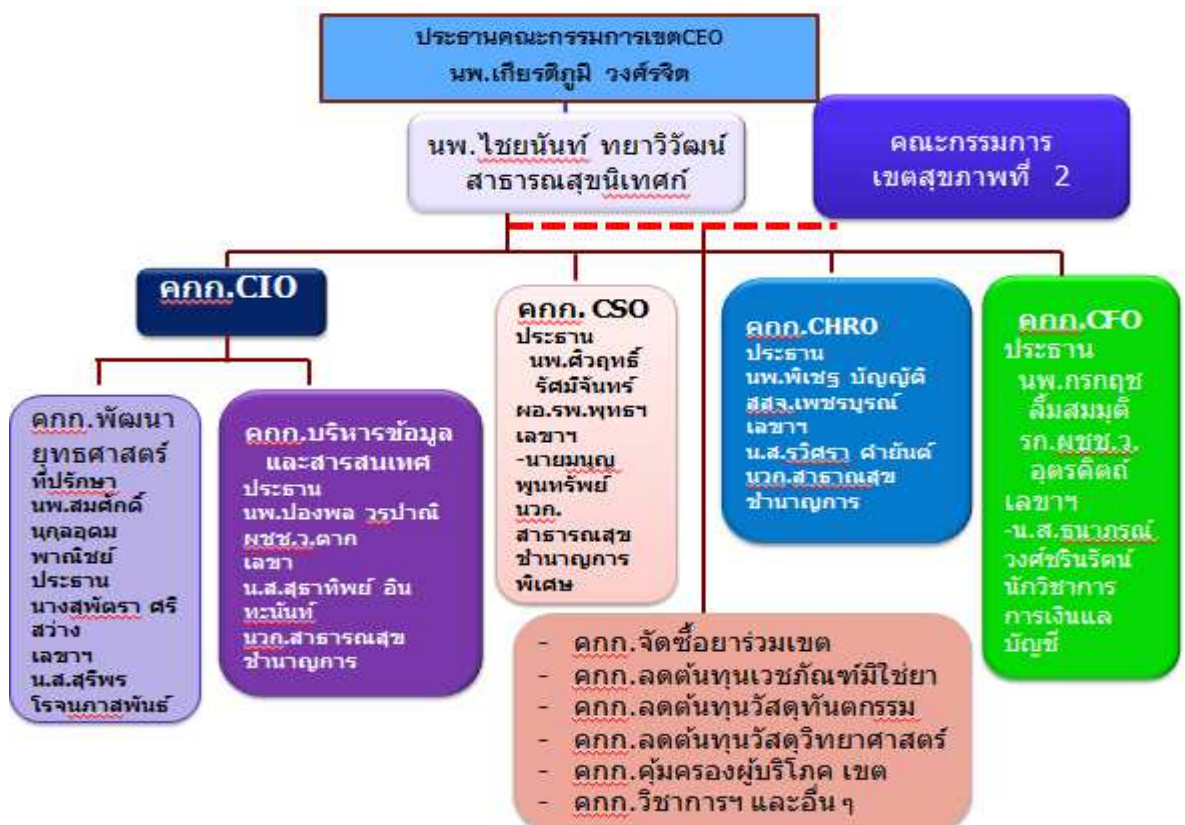 ประธานคณะกรรมการเขตCEO
นพ.เกียรติภูมิ วงศ์รจิต
นพ.ไชยนันท์ ทยาวิวัฒน์
สาธารณสุขนิเทศก์
คณะกรรมการ
เขตสุขภาพที่ 2
คกก.CIO
คกก.พัฒนา
ยุทธศาสตร์
ที่ปรึกษา
นพ.สมศักดิ์
นุกูลอุดม
พาณิชย์
ประธาน
นางสุพัตรา ศรี
สว่าง
เลขาฯ
น.ส.สุรีพร
โรจนภาสพันธ์
คกก.บริหารข้อมูล
และสารสนเทศ
ประธาน
นพ.ปองพล วรปาณิ
ผชช.ว.ตาก
เลขา
น.ส.สุธาทิพย์ อิน
ทะนันท์
นวก.สาธารณสุข
ชำนาญการ
คกก. CSO
ประธาน
นพ.ศิวฤทธิ์
รัศมีจันทร์
ผอ.รพ.พุทธฯ
เลขาฯ
-นายมนูญ
พูนทรัพย์
นวก.
สาธารณสุข
ชำนาญการ
พิเศษ
คกก.CHRO
ประธาน
นพ.พิเชฐ บัญญัติ
สสจ.เพชรบูรณ์
เลขาฯ
น.ส.รวิศรา คำยันต์
นวก.สาธาณสุข
ชำนาญการ
คกก.CFO
ประธาน
นพ.กรกฤช
ลิ้มสมมุติ
รก.ผชช.ว.
อุตรดิตถ์
เลขาฯ
-น.ส.ธนาภรณ์
วงศ์ชรินรัตน์
นักวิชาการ
การเงินแล
บัญชี
- คกก.จัดซื้อยาร่วมเขต
- คกก.ลดต้นทุนเวชภัณฑ์มิใช่ยา
- คกก.ลดต้นทุนวัสดุทันตกรรม
- คกก.ลดต้นทุนวัสดุวิทยาศาสตร์
- คกก.คุ้มครองผู้บริโภค เขต
- คกก.วิชาการฯ และอื่น ๆ